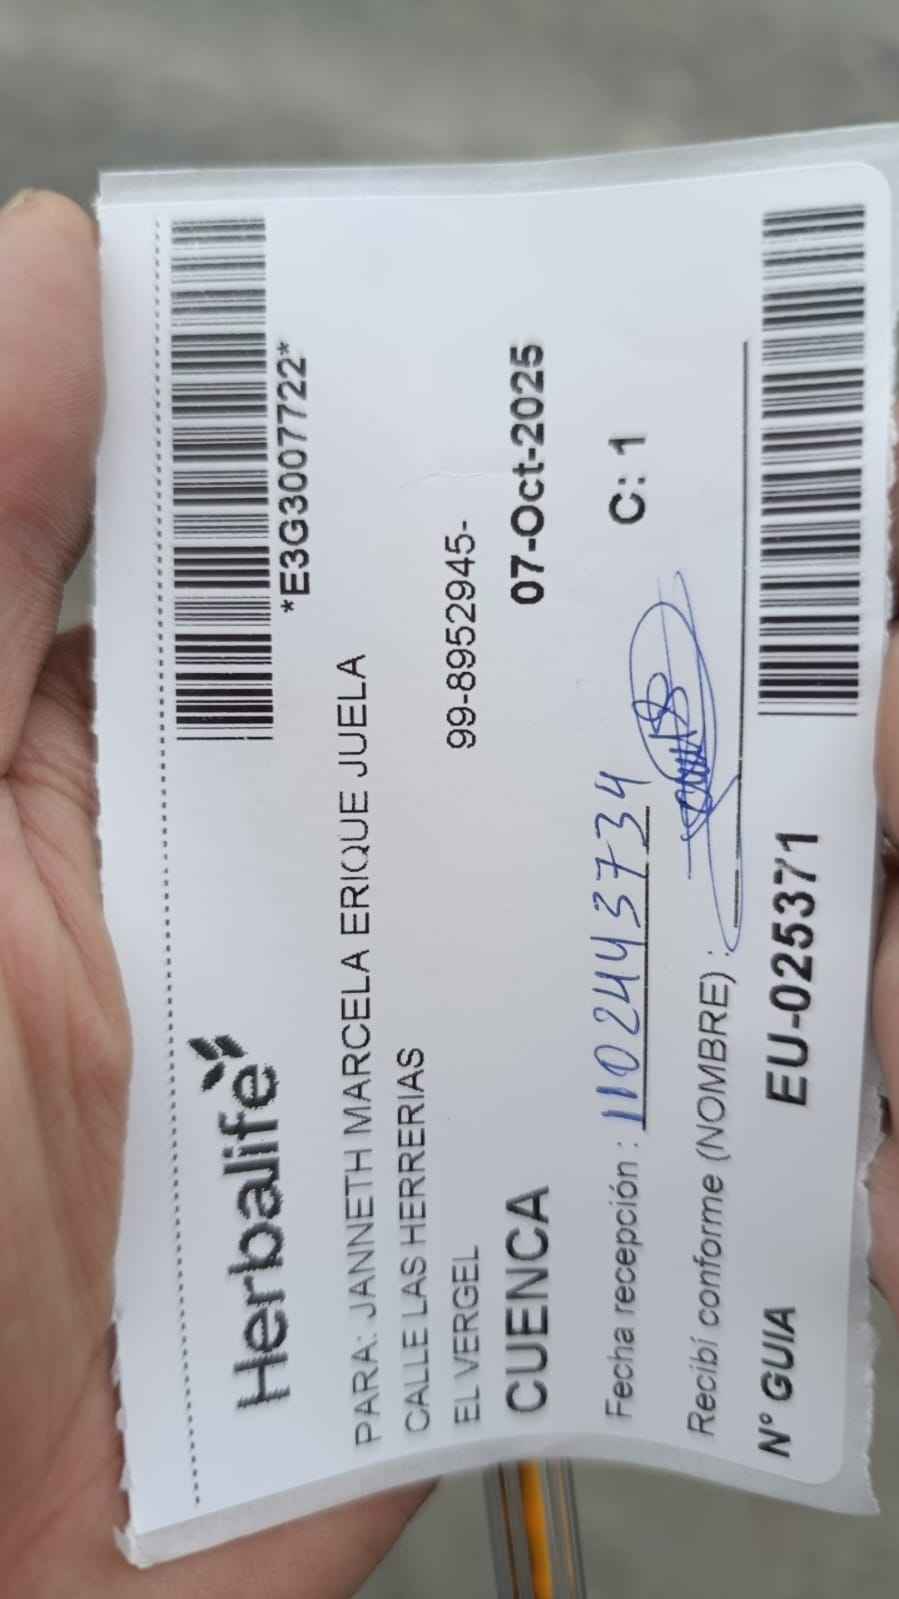 Herbalife
*E3G3007722*
PARA: JANNETH MARCELA ERIQUE JUELA
CALLE LAS HERRERIAS
EL VERGEL 99-8952945-
CUENCA 07-Oct-2025
Fecha recepción : 1102443734 C: 1
Recibí conforme (NOMBRE) :
N° GUIA EU-025371